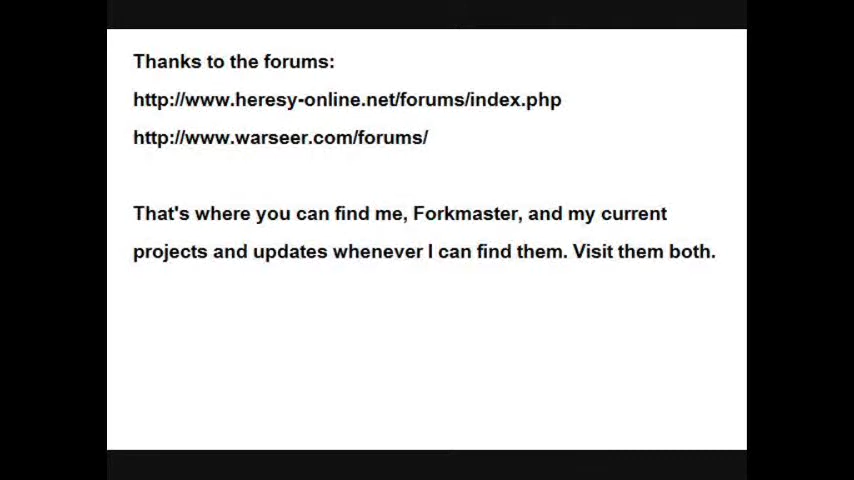 Thanks to the forums:
http://www.heresy-online.net/forums/index.php
http://www.warseer.com/forums/
That's where you can find me, Forkmaster, and my current
projects and updates whenever I can find them. Visit them both.